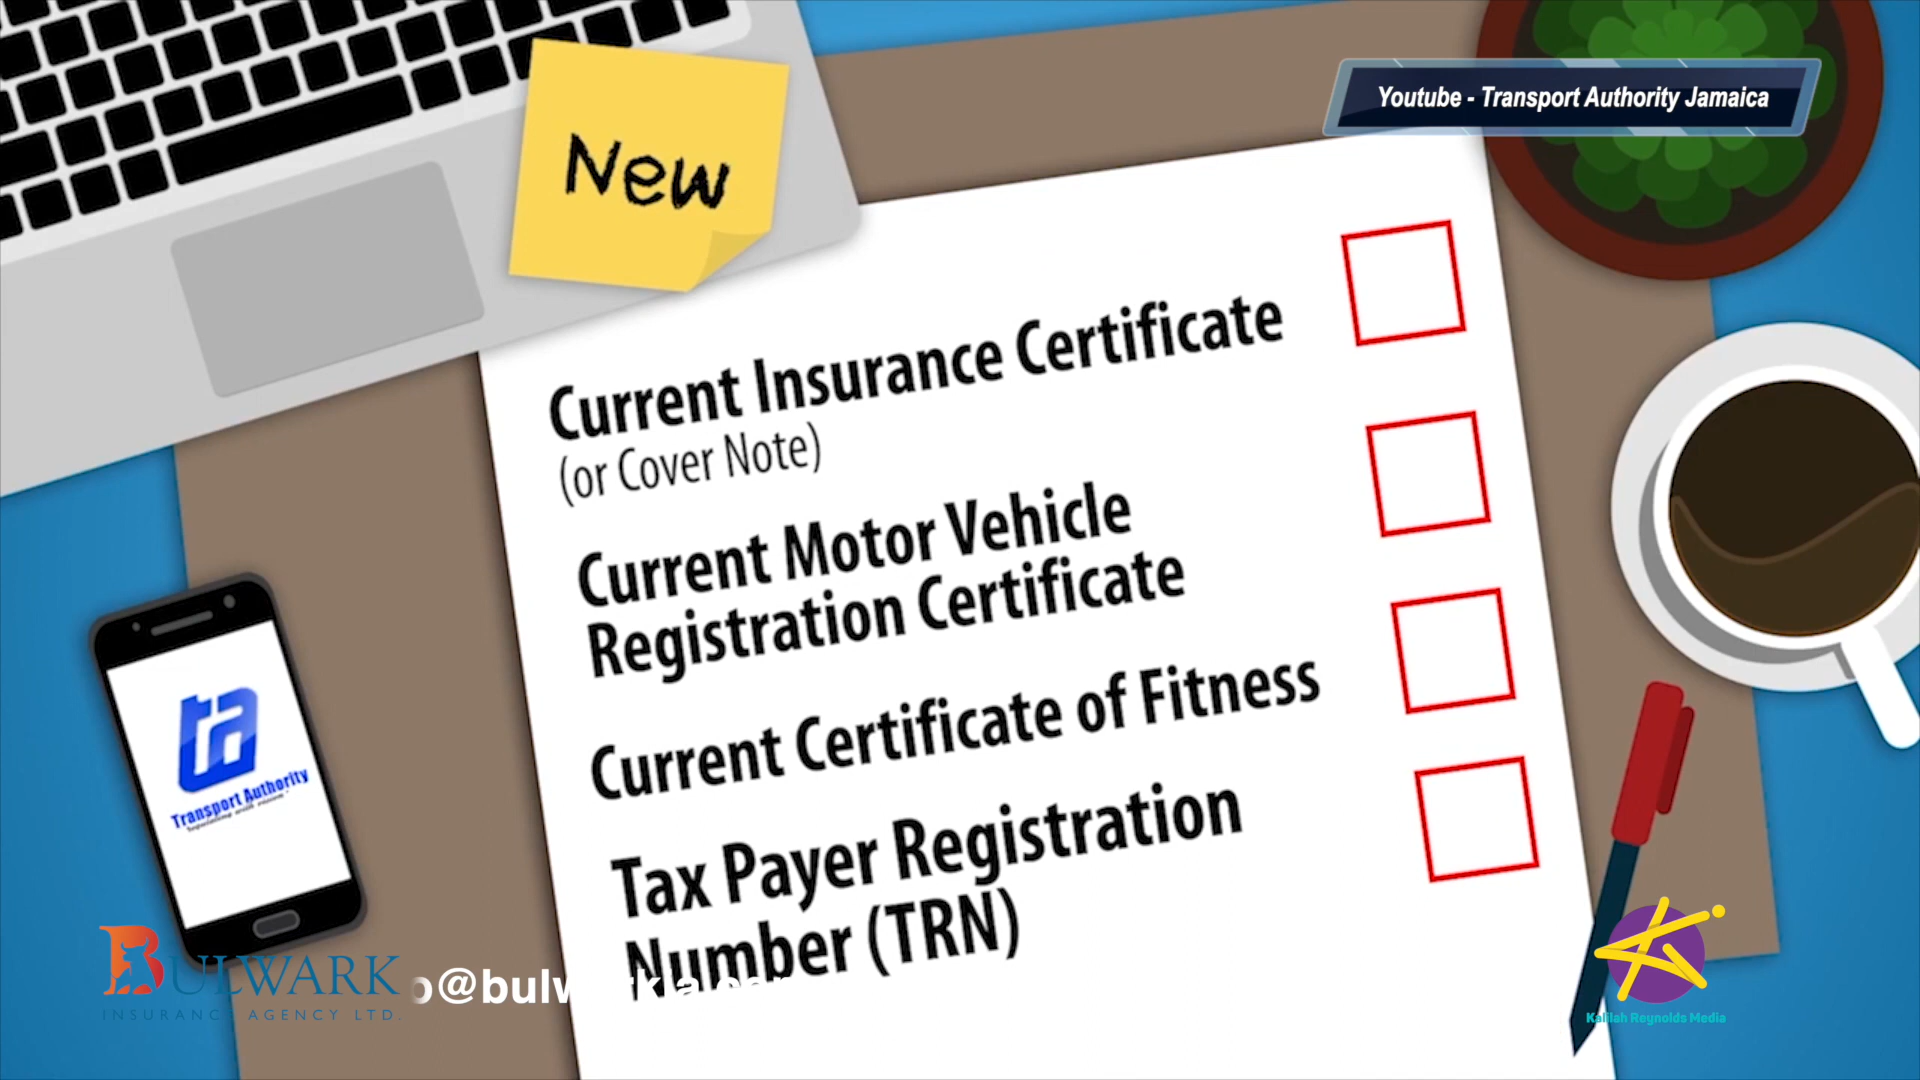 Youtube - Transport Authority Jamaica
New
Current Insurance Certificate
(or Cover Note)
Current Motor Vehicle
Registration Certificate
Current Certificate of Fitness
Tax Payer Registration
Number (TRN)
ta
Transport Authority
BULWARK
INSURANCE AGENCY LTD.
Kalilah Reynolds Media